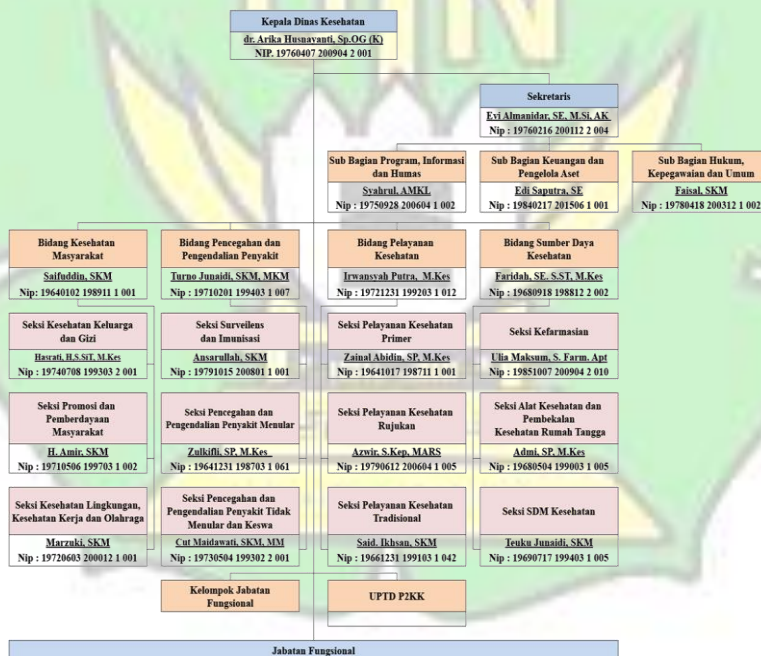 Kepala Dinas Kesehatan
dr. Arika Husnayanti, Sp.OG (K)
NIP. 19760407 200904 2 001
Sekretaris
Evi Almanidar, SE, M.Si, AK
Nip : 19760216 200112 2 004
Sub Bagian Program, Informasi
dan Humas
Syahrul, AMKL
Nip : 19750928 200604 1 002
Sub Bagian Keuangan dan
Pengelola Aset
Edi Saputra, SE
Nip : 19840217 201506 1 001
Sub Bagian Hukum,
Kepegawaian dan Umum
Faisal, SKM
Nip : 19780418 200312 1 002
Bidang Kesehatan
Masyarakat
Saifuddin, SKM
Nip: 19640102 198911 1 001
Bidang Pencegahan dan
Pengendalian Penyakit
Turno Junaidi, SKM, MKM
Nip : 19710201 199403 1 007
Bidang Pelayanan
Kesehatan
Irwansyah Putra, M.Kes
Nip : 19721231 199203 1 012
Bidang Sumber Daya
Kesehatan
Faridah, SE. S.ST, M.Kes
Nip : 19680918 198812 2 002
Seksi Kesehatan Keluarga
dan Gizi
Hasrati, H,S.SiT, M.Kes
Nip : 19740708 199303 2 001
Seksi Surveilens
dan Imunisasi
Ansarullah, SKM
Nip : 19791015 200801 1 001
Seksi Pelayanan Kesehatan
Primer
Zainal Abidin, SP, M.Kes
Nip : 19641017 198711 1 001
Seksi Kefarmasian
Ulia Maksum, S. Farm. Apt
Nip : 19851007 200904 2 010
Seksi Promosi dan
Pemberdayaan
Masyarakat
H. Amir, SKM
Nip : 19710506 199703 1 002
Seksi Pencegahan dan
Pengendalian Penyakit Menular
Zulkifli, SP, M.Kes
Nip : 19641231 198703 1 061
Seksi Pelayanan Kesehatan
Rujukan
Azwir, S.Kep, MARS
Nip : 19790612 200604 1 005
Seksi Alat Kesehatan dan
Pembekalan
Kesehatan Rumah Tangga
Admi, SP, M.Kes
Nip : 19680504 199003 1 005
Seksi Kesehatan Lingkungan,
Kesehatan Kerja dan Olahraga
Marzuki, SKM
Nip : 19720603 200012 1 001
Seksi Pencegahan dan
Pengendalian Penyakit Tidak
Menular dan Keswa
Cut Maidawati, SKM, MM
Nip : 19730504 199302 2 001
Seksi Pelayanan Kesehatan
Tradisional
Said. Ikhsan, SKM
Nip : 19661231 199103 1 042
Seksi SDM Kesehatan
Teuku Junaidi, SKM
Nip : 19690717 199403 1 005
Kelompok Jabatan
Fungsional
UPTD P2KK
Jabatan Fungsional